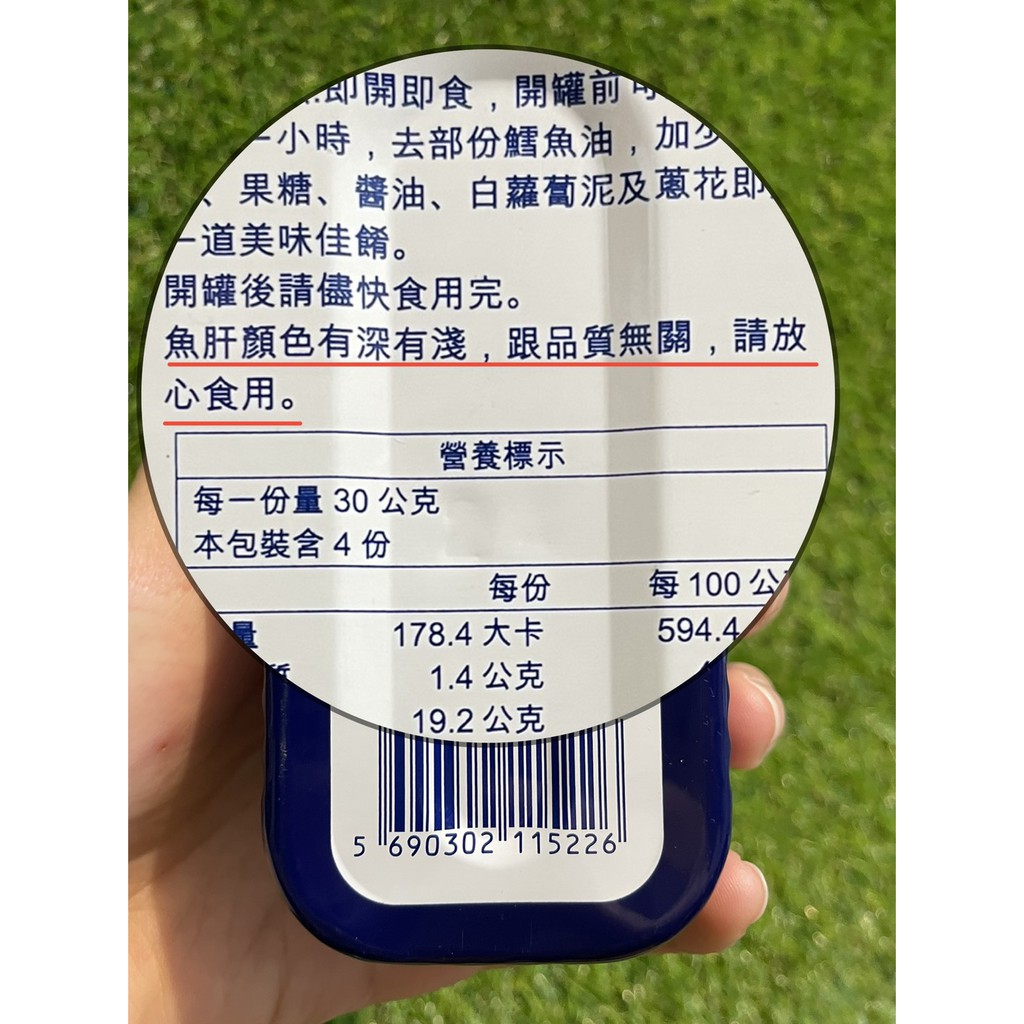 即開即食，開罐前
一小時，去部份鱈魚油，加少
、果糖、醬油、白蘿蔔泥及蔥花即
一道美味佳餚。
開罐後請儘快食用完。
魚肝顏色有深有淺，跟品質無關，請放
心食用。
營養標示
每一份量 30 公克
本包裝含 4 份
每份 每 100 公
量 178.4 大卡 594.4
質 1.4 公克
19.2 公克
5 690302 115226